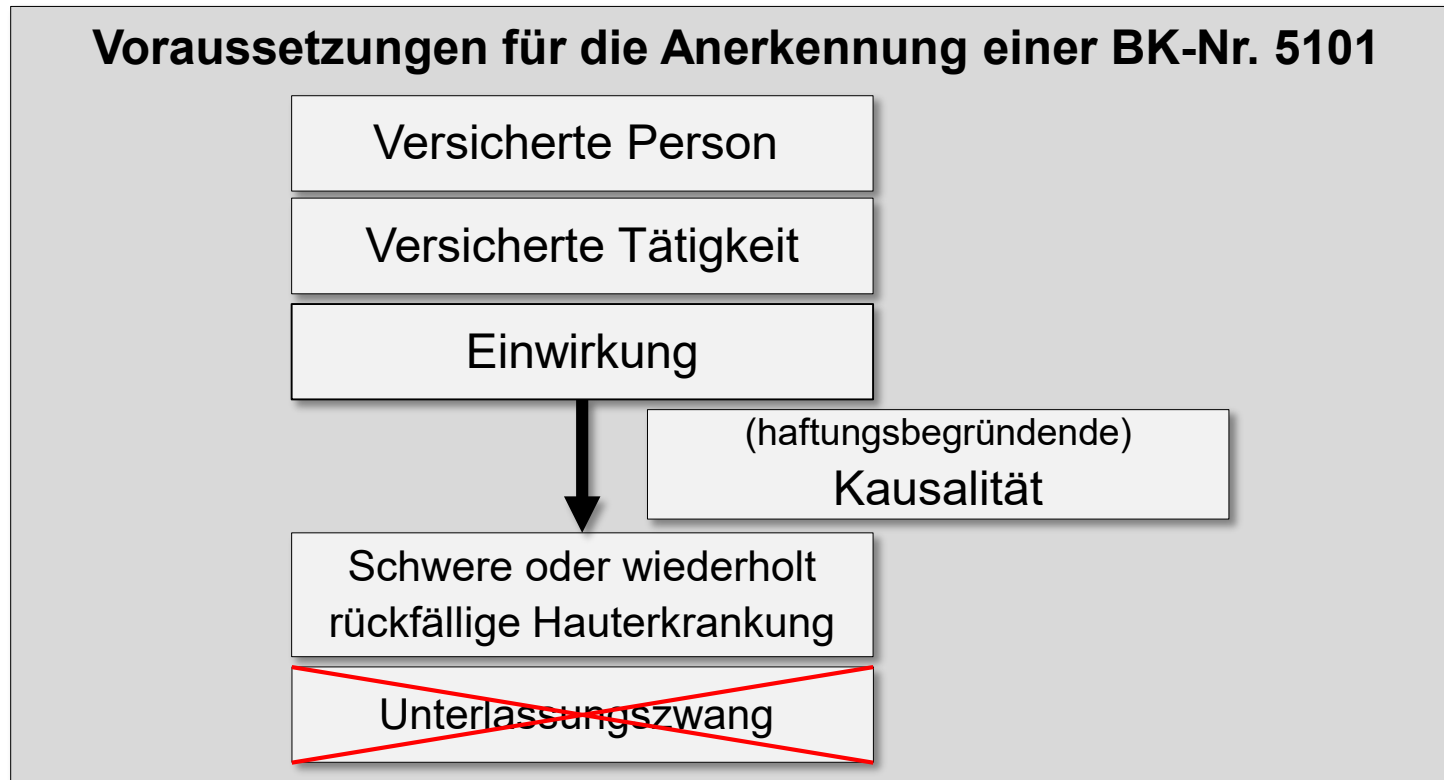 Voraussetzungen für die Anerkennung einer BK-Nr. 5101
Versicherte Person
Versicherte Tätigkeit
Einwirkung
(haftungsbegründende)
Kausalität
Schwere oder wiederholt
rückfällige Hauterkrankung
Unterlassungszwang